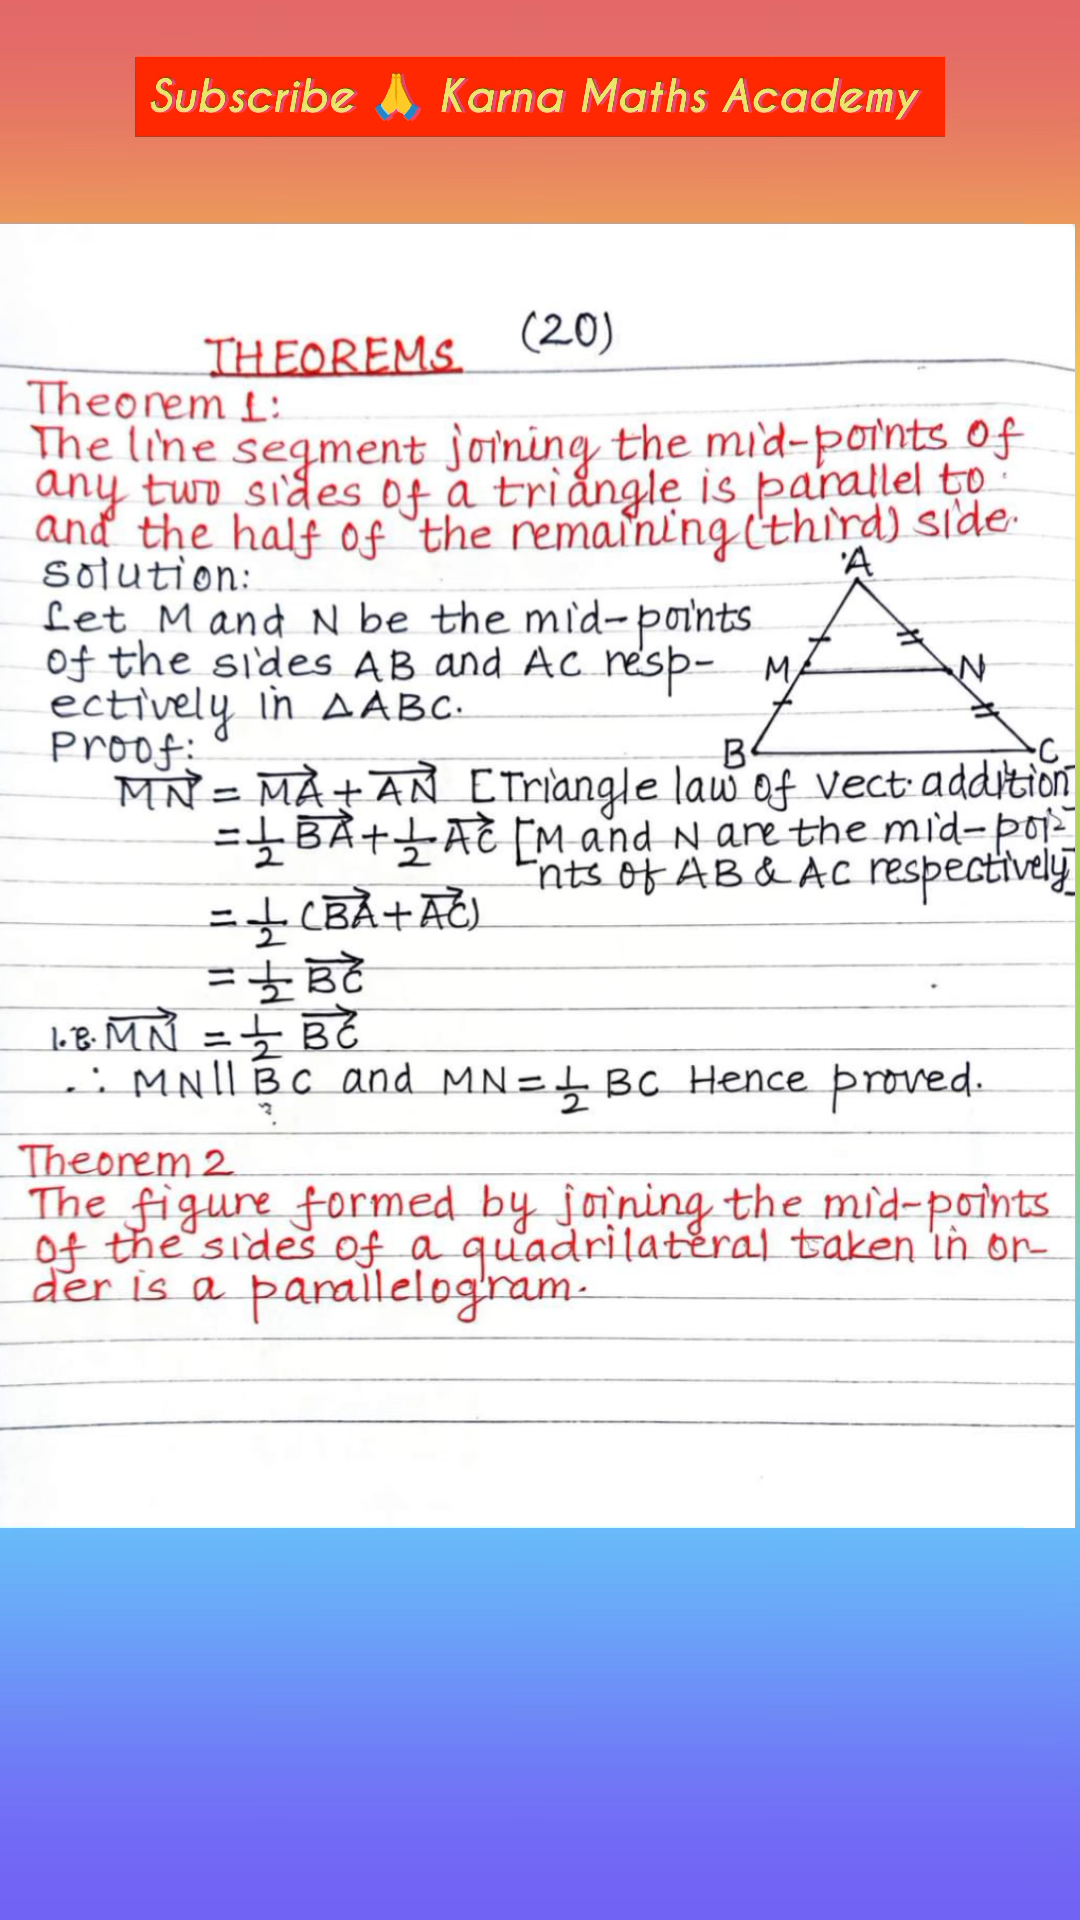 Subscribe 🙏 Karna Maths Academy
(20)
THEOREMS
Theorem 1:
The line segment joining the mid-points of
any two sides of a triangle is parallel to
and the half of the remaining (third) side.
Solution:
Let M and N be the mid-points
of the sides AB and AC resp-
ectively in △ABC.
A
M
N
B
C
Proof:
MN⃗ = MA⃗ + AN⃗ [Triangle law of vect. addition]
= 1/2 BA⃗ + 1/2 AC⃗ [M and N are the mid-poi-
nts of AB & AC respectively]
= 1/2 (BA⃗ + AC⃗)
= 1/2 BC⃗
i.e. MN⃗ = 1/2 BC⃗
∴ MN || BC and MN = 1/2 BC Hence proved.
Theorem 2
The figure formed by joining the mid-points
of the sides of a quadrilateral taken in or-
der is a parallelogram.